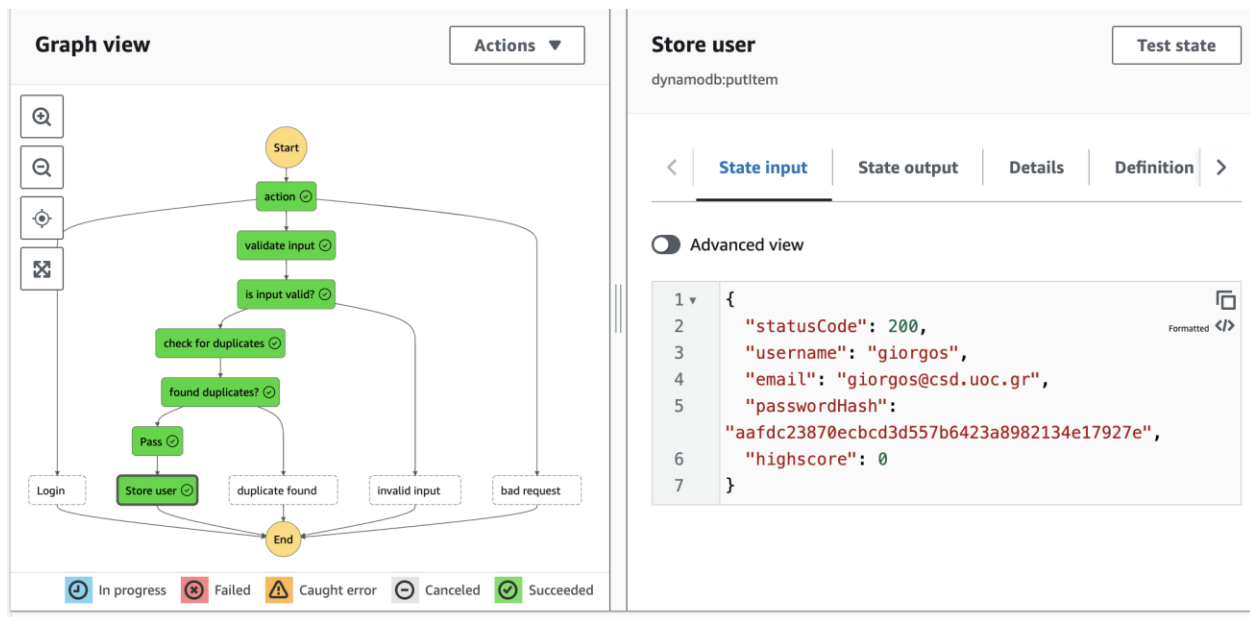 Graph view
Actions
Start
action
validate input
is input valid?
check for duplicates
found duplicates?
Pass
Login
Store user
duplicate found
invalid input
bad request
End
In progress
Failed
Caught error
Canceled
Succeeded
Store user
Test state
dynamodb:putItem
State input
State output
Details
Definition
Advanced view
1 {
Formatted </>
2 "statusCode": 200,
3 "username": "giorgos",
4 "email": "giorgos@csd.uoc.gr",
5 "passwordHash":
"aafdc23870ecbcd3d557b6423a8982134e17927e",
6 "highscore": 0
7 }